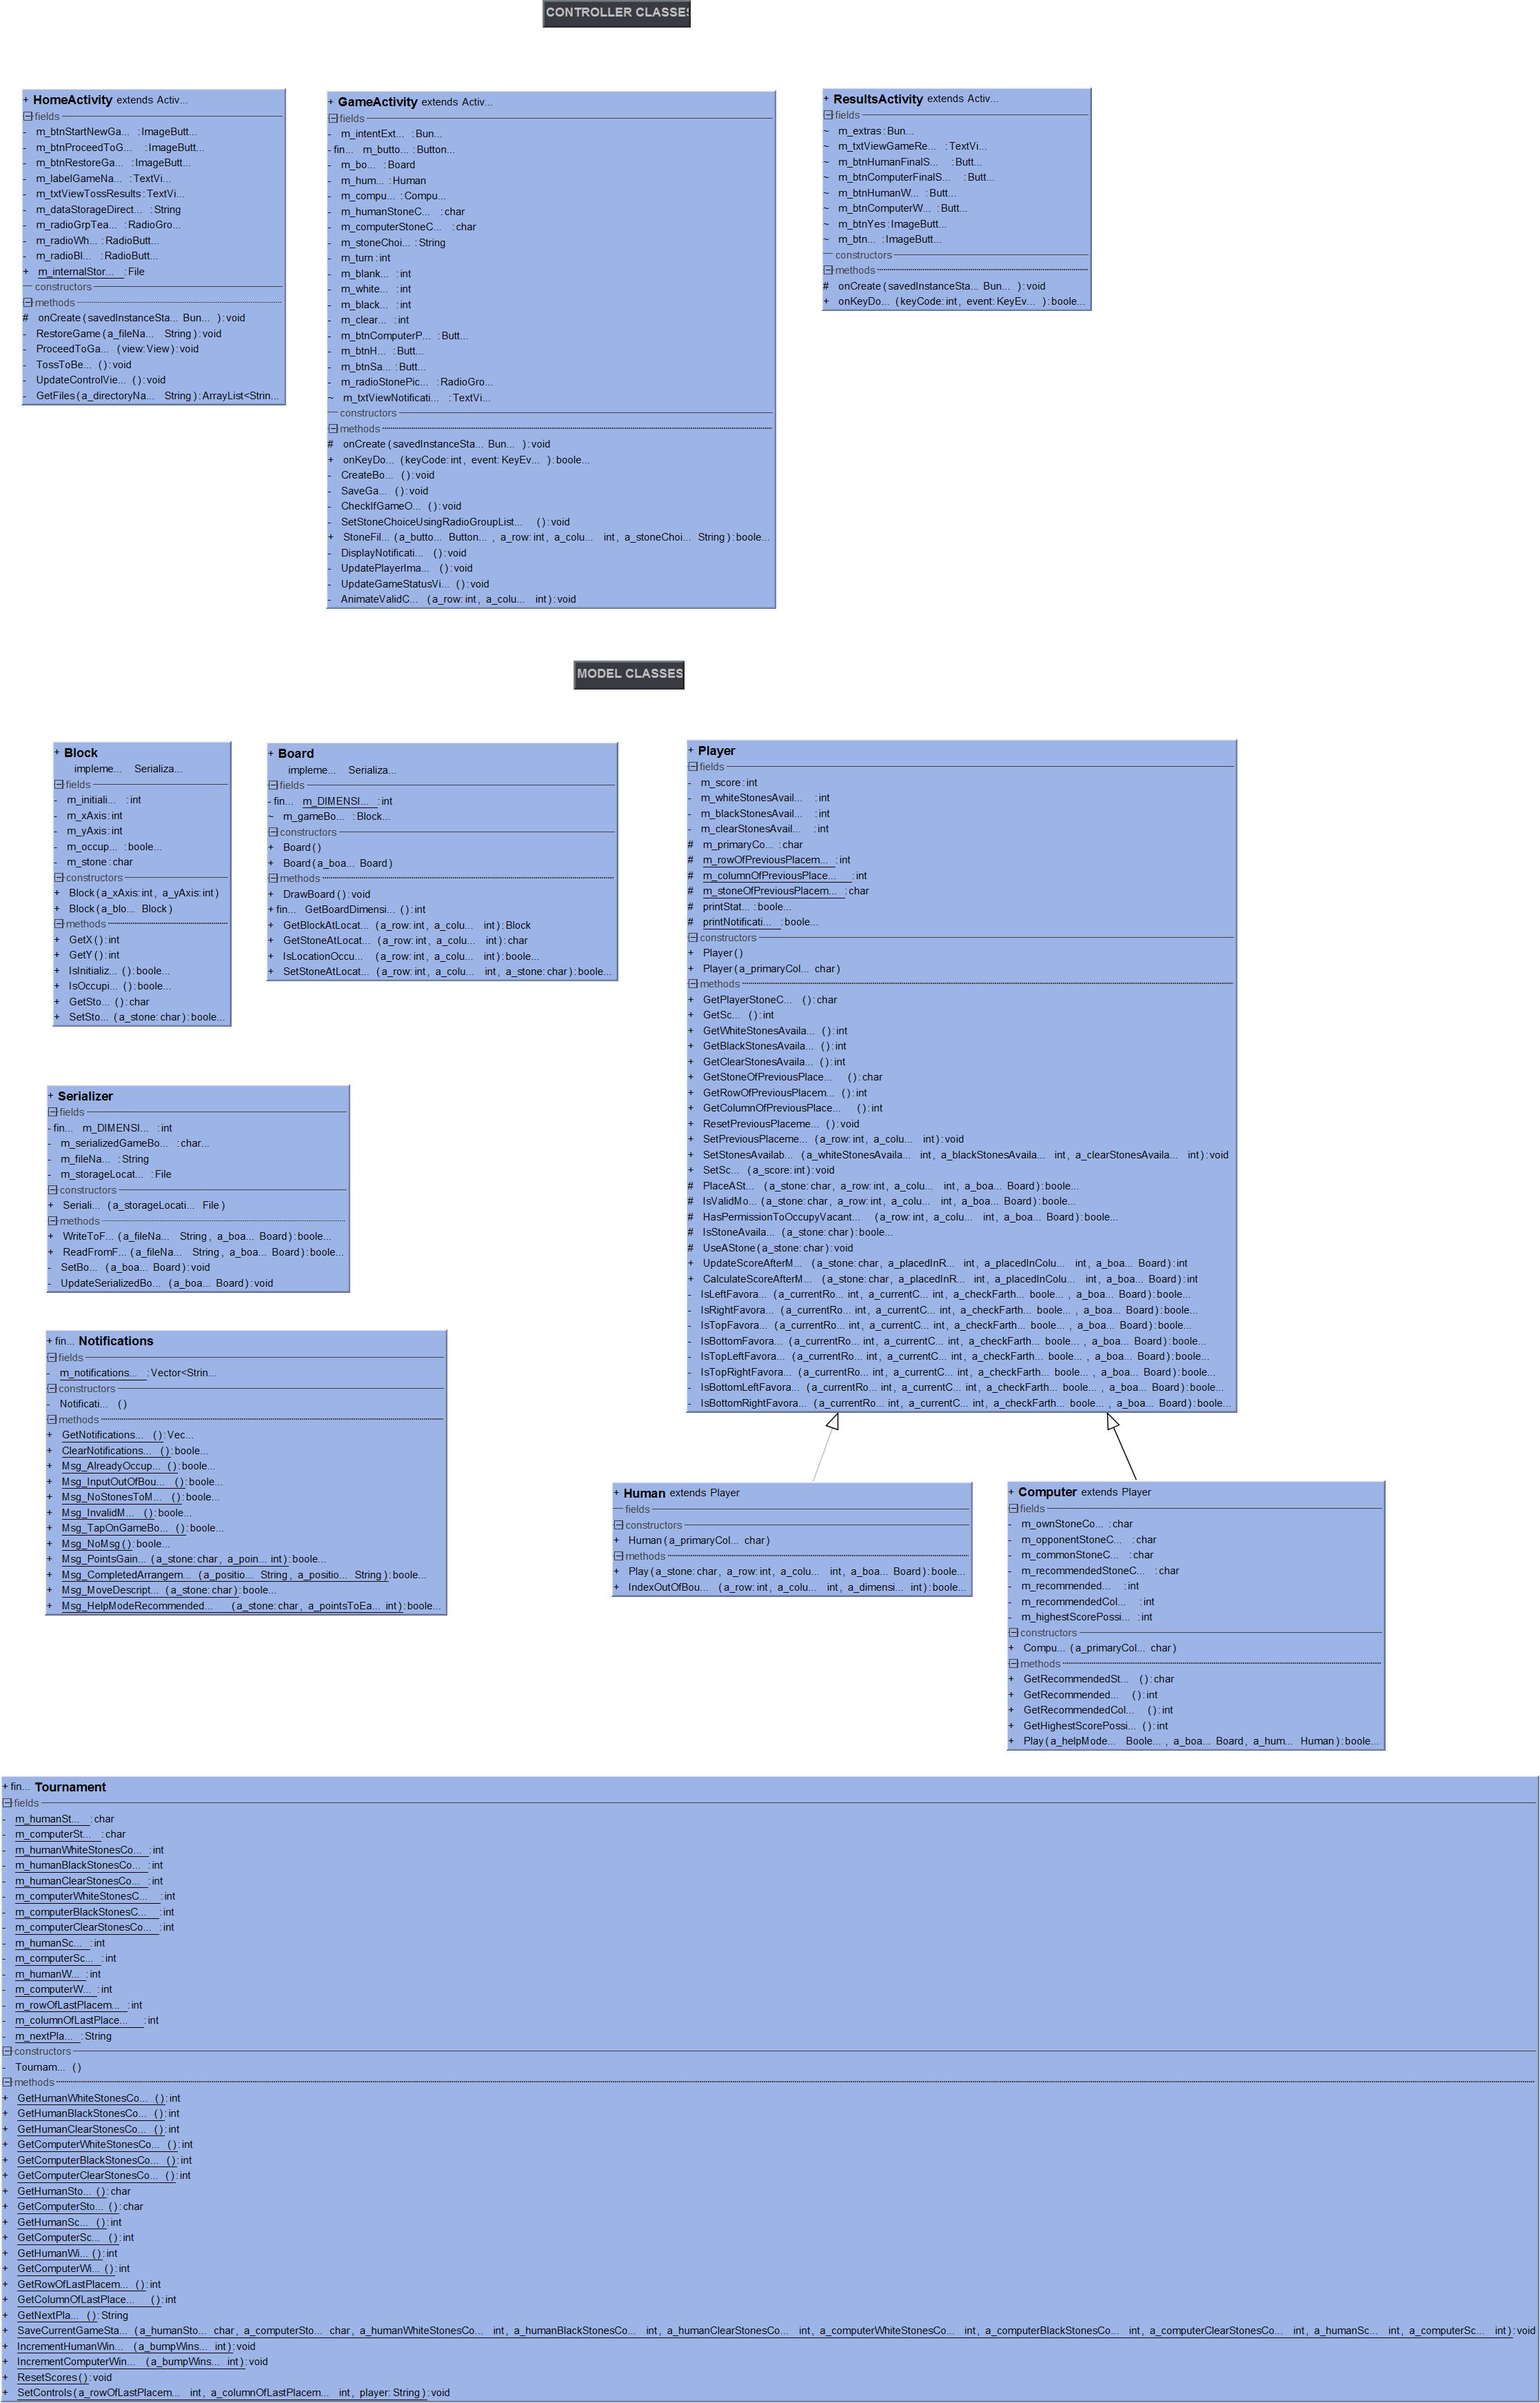 CONTROLLER CLASSES
+ HomeActivity extends Activ...
fields
- m_btnStartNewGa... :ImageButt...
- m_btnProceedToG... :ImageButt...
- m_btnRestoreGa... :ImageButt...
- m_labelGameNa... :TextVi...
- m_txtViewTossResults:TextVi...
- m_dataStorageDirect... :String
- m_radioGrpTea... :RadioGro...
- m_radioWh... :RadioButt...
- m_radioBl... :RadioButt...
+ m_internalStor... :File
constructors
methods
# onCreate(savedInstanceSta... Bun... ):void
- RestoreGame(a_fileNa... String):void
- ProceedToGa... (view:View):void
- TossToBe... ():void
- UpdateControlVie... ():void
- GetFiles(a_directoryNa... String):ArrayList<Strin...
+ GameActivity extends Activ...
fields
- m_intentExt... :Bun...
- fin... m_butto... :Button...
- m_bo... :Board
- m_hum... :Human
- m_compu... :Compu...
- m_humanStoneC... :char
- m_computerStoneC... :char
- m_stoneChoi... :String
- m_turn:int
- m_blank... :int
- m_white... :int
- m_black... :int
- m_clear... :int
- m_btnComputerP... :Butt...
- m_btnH... :Butt...
- m_btnSa... :Butt...
- m_radioStonePic... :RadioGro...
~ m_txtViewNotificati... :TextVi...
constructors
methods
# onCreate(savedInstanceSta... Bun... ):void
+ onKeyDo... (keyCode:int, event:KeyEv... ):boole...
- CreateBo... ():void
- SaveGa... ():void
- CheckIfGameO... ():void
- SetStoneChoiceUsingRadioGroupList... ():void
+ StoneFil... (a_butto... Button... , a_row:int, a_colu... int, a_stoneChoi... String):boole...
- DisplayNotificati... ():void
- UpdatePlayerIma... ():void
- UpdateGameStatusVi... ():void
- AnimateValidC... (a_row:int, a_colu... int):void
+ ResultsActivity extends Activ...
fields
~ m_extras:Bun...
~ m_txtViewGameRe... :TextVi...
~ m_btnHumanFinalS... :Butt...
~ m_btnComputerFinalS... :Butt...
~ m_btnHumanW... :Butt...
~ m_btnComputerW... :Butt...
~ m_btnYes:ImageButt...
~ m_btn... :ImageButt...
constructors
methods
# onCreate(savedInstanceSta... Bun... ):void
+ onKeyDo... (keyCode:int, event:KeyEv... ):boole...
MODEL CLASSES
+ Block
impleme... Serializa...
fields
- m_initiali... :int
- m_xAxis:int
- m_yAxis:int
- m_occup... :boole...
- m_stone:char
constructors
+ Block(a_xAxis:int, a_yAxis:int)
+ Block(a_blo... Block)
methods
+ GetX():int
+ GetY():int
+ IsInitializ... ():boole...
+ IsOccupi... ():boole...
+ GetSto... ():char
+ SetSto... (a_stone:char):boole...
+ Board
impleme... Serializa...
fields
- fin... m_DIMENSI... :int
~ m_gameBo... :Block...
constructors
+ Board()
+ Board(a_boa... Board)
methods
+ DrawBoard():void
+ fin... GetBoardDimensi... ():int
+ GetBlockAtLocat... (a_row:int, a_colu... int):Block
+ GetStoneAtLocat... (a_row:int, a_colu... int):char
+ IsLocationOccu... (a_row:int, a_colu... int):boole...
+ SetStoneAtLocat... (a_row:int, a_colu... int, a_stone:char):boole...
+ Player
fields
- m_score:int
- m_whiteStonesAvail... :int
- m_blackStonesAvail... :int
- m_clearStonesAvail... :int
# m_primaryCo... :char
# m_rowOfPreviousPlacem... :int
# m_columnOfPreviousPlace... :int
# m_stoneOfPreviousPlacem... :char
# printStat... :boole...
# printNotificati... :boole...
constructors
+ Player()
+ Player(a_primaryCol... char)
methods
+ GetPlayerStoneC... ():char
+ GetSc... ():int
+ GetWhiteStonesAvaila... ():int
+ GetBlackStonesAvaila... ():int
+ GetClearStonesAvaila... ():int
+ GetStoneOfPreviousPlace... ():char
+ GetRowOfPreviousPlacem... ():int
+ GetColumnOfPreviousPlace... ():int
+ ResetPreviousPlaceme... ():void
+ SetPreviousPlaceme... (a_row:int, a_colu... int):void
+ SetStonesAvailab... (a_whiteStonesAvaila... int, a_blackStonesAvaila... int, a_clearStonesAvaila... int):void
+ SetSc... (a_score:int):void
# PlaceASt... (a_stone:char, a_row:int, a_colu... int, a_boa... Board):boole...
# IsValidMo... (a_stone:char, a_row:int, a_colu... int, a_boa... Board):boole...
# HasPermissionToOccupyVacant... (a_row:int, a_colu... int, a_boa... Board):boole...
# IsStoneAvaila... (a_stone:char):boole...
# UseAStone(a_stone:char):void
+ UpdateScoreAfterM... (a_stone:char, a_placedInR... int, a_placedInColu... int, a_boa... Board):int
+ CalculateScoreAfterM... (a_stone:char, a_placedInR... int, a_placedInColu... int, a_boa... Board):int
- IsLeftFavora... (a_currentRo... int, a_currentC... int, a_checkFarth... boole... , a_boa... Board):boole...
- IsRightFavora... (a_currentRo... int, a_currentC... int, a_checkFarth... boole... , a_boa... Board):boole...
- IsTopFavora... (a_currentRo... int, a_currentC... int, a_checkFarth... boole... , a_boa... Board):boole...
- IsBottomFavora... (a_currentRo... int, a_currentC... int, a_checkFarth... boole... , a_boa... Board):boole...
- IsTopLeftFavora... (a_currentRo... int, a_currentC... int, a_checkFarth... boole... , a_boa... Board):boole...
- IsTopRightFavora... (a_currentRo... int, a_currentC... int, a_checkFarth... boole... , a_boa... Board):boole...
- IsBottomLeftFavora... (a_currentRo... int, a_currentC... int, a_checkFarth... boole... , a_boa... Board):boole...
- IsBottomRightFavora... (a_currentRo... int, a_currentC... int, a_checkFarth... boole... , a_boa... Board):boole...
+ Serializer
fields
- fin... m_DIMENSI... :int
- m_serializedGameBo... :char...
- m_fileNa... :String
- m_storageLocat... :File
constructors
+ Seriali... (a_storageLocati... File)
methods
+ WriteToF... (a_fileNa... String, a_boa... Board):boole...
+ ReadFromF... (a_fileNa... String, a_boa... Board):boole...
- SetBo... (a_boa... Board):void
- UpdateSerializedBo... (a_boa... Board):void
+ fin... Notifications
fields
- m_notifications... :Vector<Strin...
constructors
- Notificati... ()
methods
+ GetNotifications... ():Vec...
+ ClearNotifications... ():boole...
+ Msg_AlreadyOccup... ():boole...
+ Msg_InputOutOfBou... ():boole...
+ Msg_NoStonesToM... ():boole...
+ Msg_InvalidM... ():boole...
+ Msg_TapOnGameBo... ():boole...
+ Msg_NoMsg():boole...
+ Msg_PointsGain... (a_stone:char, a_poin... int):boole...
+ Msg_CompletedArrangem... (a_positio... String, a_positio... String):boole...
+ Msg_MoveDescript... (a_stone:char):boole...
+ Msg_HelpModeRecommended... (a_stone:char, a_pointsToEa... int):boole...
+ Human extends Player
fields
constructors
+ Human(a_primaryCol... char)
methods
+ Play(a_stone:char, a_row:int, a_colu... int, a_boa... Board):boole...
+ IndexOutOfBou... (a_row:int, a_colu... int, a_dimensi... int):boole...
+ Computer extends Player
fields
- m_ownStoneCo... :char
- m_opponentStoneC... :char
- m_commonStoneC... :char
- m_recommendedStoneC... :char
- m_recommended... :int
- m_recommendedCol... :int
- m_highestScorePossi... :int
constructors
+ Compu... (a_primaryCol... char)
methods
+ GetRecommendedSt... ():char
+ GetRecommended... ():int
+ GetRecommendedCol... ():int
+ GetHighestScorePossi... ():int
+ Play(a_helpMode... Boole... , a_boa... Board, a_hum... Human):boole...
+ fin... Tournament
fields
- m_humanSt... :char
- m_computerSt... :char
- m_humanWhiteStonesCo... :int
- m_humanBlackStonesCo... :int
- m_humanClearStonesCo... :int
- m_computerWhiteStonesC... :int
- m_computerBlackStonesC... :int
- m_computerClearStonesCo... :int
- m_humanSc... :int
- m_computerSc... :int
- m_humanW... :int
- m_computerW... :int
- m_rowOfLastPlacem... :int
- m_columnOfLastPlace... :int
- m_nextPla... :String
constructors
- Tournam... ()
methods
+ GetHumanWhiteStonesCo... ():int
+ GetHumanBlackStonesCo... ():int
+ GetHumanClearStonesCo... ():int
+ GetComputerWhiteStonesCo... ():int
+ GetComputerBlackStonesCo... ():int
+ GetComputerClearStonesCo... ():int
+ GetHumanSto... ():char
+ GetComputerSto... ():char
+ GetHumanSc... ():int
+ GetComputerSc... ():int
+ GetHumanWi... ():int
+ GetComputerWi... ():int
+ GetRowOfLastPlacem... ():int
+ GetColumnOfLastPlace... ():int
+ GetNextPla... ():String
+ SaveCurrentGameSta... (a_humanSto... char, a_computerSto... char, a_humanWhiteStonesCo... int, a_humanBlackStonesCo... int, a_humanClearStonesCo... int, a_computerWhiteStonesCo... int, a_computerBlackStonesCo... int, a_computerClearStonesCo... int, a_humanSc... int, a_computerSc... int):void
+ IncrementHumanWin... (a_bumpWins... int):void
+ IncrementComputerWin... (a_bumpWins... int):void
+ ResetScores():void
+ SetControls(a_rowOfLastPlacem... int, a_columnOfLastPlacem... int, player:String):void